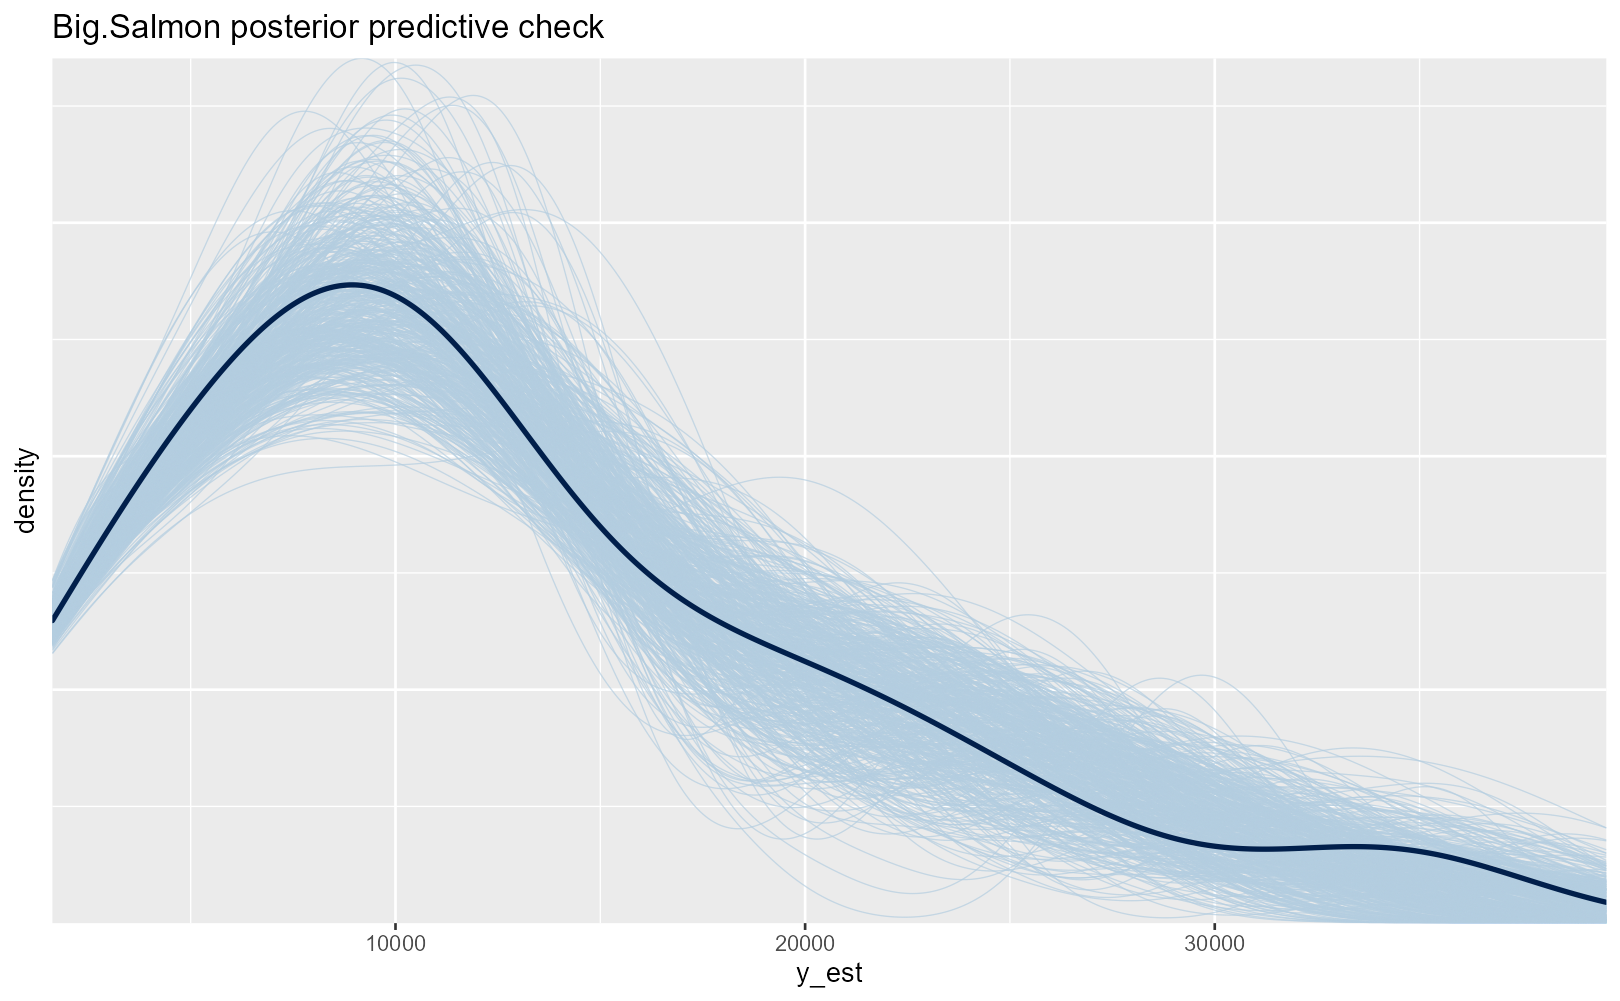 Big.Salmon posterior predictive check
density
10000
20000
30000
y_est